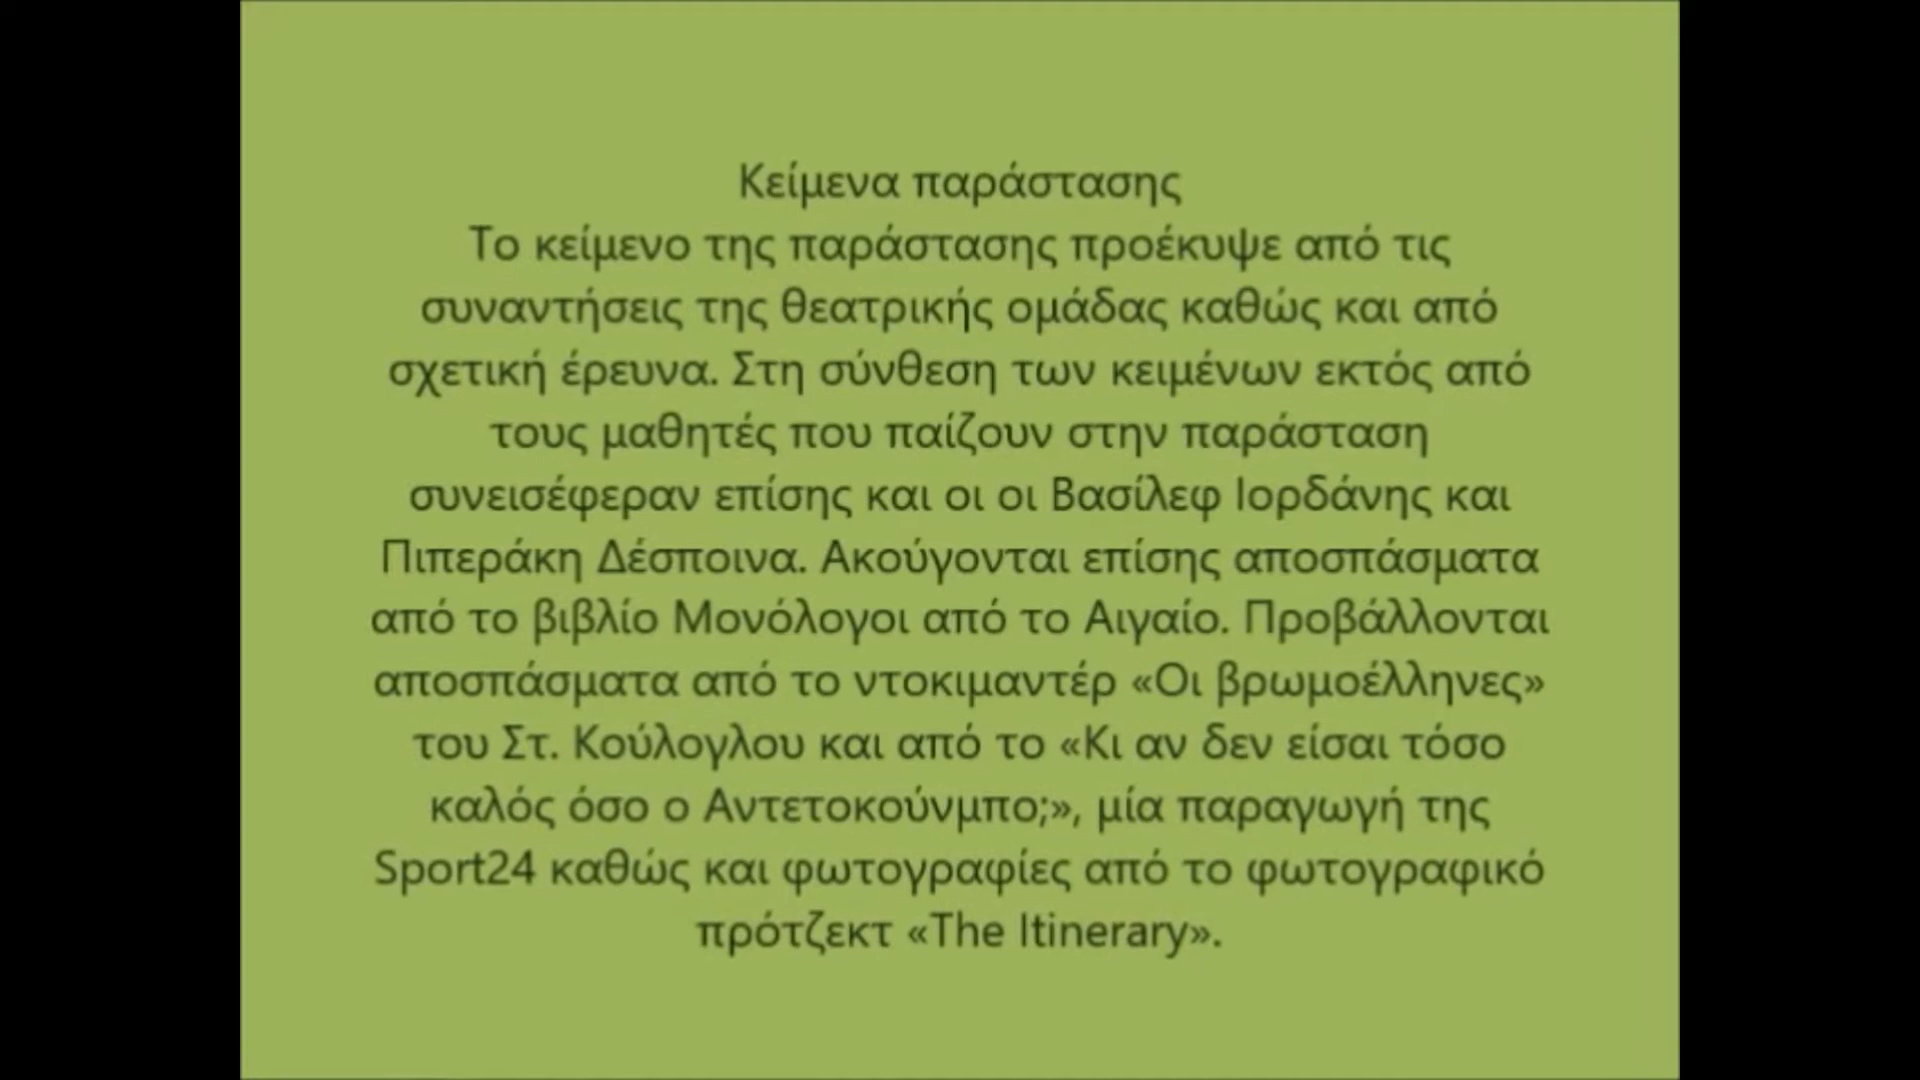 Κείμενα παράστασης
Το κείμενο της παράστασης προέκυψε από τις
συναντήσεις της θεατρικής ομάδας καθώς και από
σχετική έρευνα. Στη σύνθεση των κειμένων εκτός από
τους μαθητές που παίζουν στην παράσταση
συνεισέφεραν επίσης και οι οι Βασίλεφ Ιορδάνης και
Πιπεράκη Δέσποινα. Ακούγονται επίσης αποσπάσματα
από το βιβλίο Μονόλογοι από το Αιγαίο. Προβάλλονται
αποσπάσματα από το ντοκιμαντέρ «Οι βρωμοέλληνες»
του Στ. Κούλογλου και από το «Κι αν δεν είσαι τόσο
καλός όσο ο Αντετοκούνμπο;», μία παραγωγή της
Sport24 καθώς και φωτογραφίες από το φωτογραφικό
πρότζεκτ «The Itinerary».